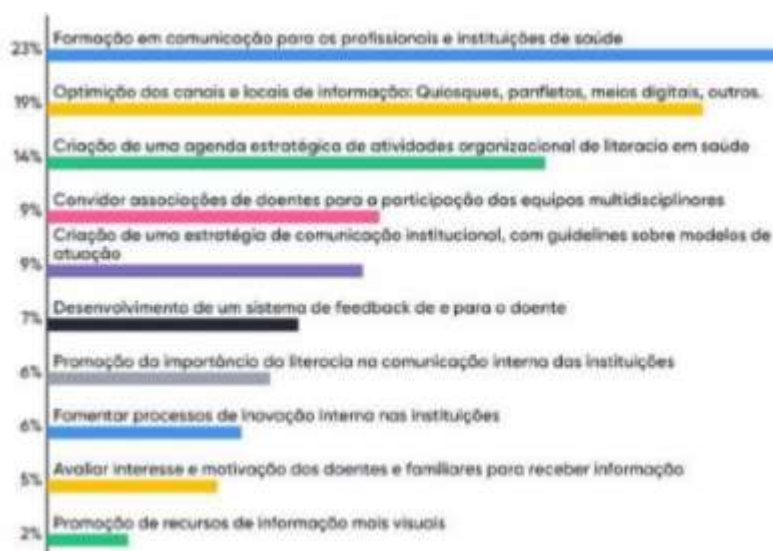 Formação em comunicação para os profissionais e instituições de saúde
23%
Optimição dos canais e locais de informação: Quiosques, panfletos, meios digitais, outros.
19%
Criação de uma agenda estratégica de atividades organizacional de literacia em saúde
14%
Convidar associações de doentes para a participação das equipas multidisciplinares
9%
Criação de uma estratégia de comunicação institucional, com guidelines sobre modelos de
atuação
9%
Desenvolvimento de um sistema de feedback de e para o doente
7%
Promoção da importância da literacia na comunicação interna das instituições
6%
Fomentar processos de inovação interna nas instituições
6%
Avaliar interesse e motivação dos doentes e familiares para receber informação
5%
Promoção de recursos de informação mais visuais
2%